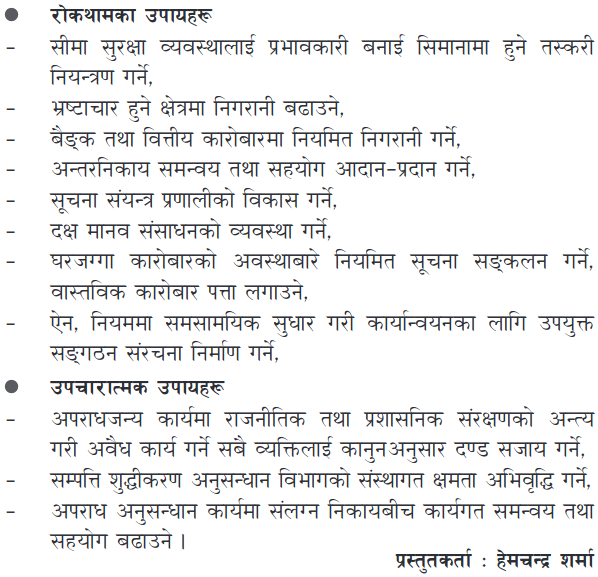 ● रोकथामका उपायहरू
– सीमा सुरक्षा व्यवस्थालाई प्रभावकारी बनाई सिमानामा हुने तस्करी
नियन्त्रण गर्ने,
– भ्रष्टाचार हुने क्षेत्रमा निगरानी बढाउने,
– बैङ्क तथा वित्तीय कारोबारमा नियमित निगरानी गर्ने,
– अन्तरनिकाय समन्वय तथा सहयोग आदान–प्रदान गर्ने,
– सूचना संयन्त्र प्रणालीको विकास गर्ने,
– दक्ष मानव संसाधनको व्यवस्था गर्ने,
– घरजग्गा कारोबारको अवस्थाबारे नियमित सूचना सङ्कलन गर्ने,
वास्तविक कारोबार पत्ता लगाउने,
– ऐन, नियममा समसामयिक सुधार गरी कार्यान्वयनका लागि उपयुक्त
सङ्गठन संरचना निर्माण गर्ने,
● उपचारात्मक उपायहरू
– अपराधजन्य कार्यमा राजनीतिक तथा प्रशासनिक संरक्षणको अन्त्य
गरी अवैध कार्य गर्ने सबै व्यक्तिलाई कानुनअनुसार दण्ड सजाय गर्ने,
– सम्पत्ति शुद्धीकरण अनुसन्धान विभागको संस्थागत क्षमता अभिवृद्धि गर्ने,
– अपराध अनुसन्धान कार्यमा संलग्न निकायबीच कार्यगत समन्वय तथा
सहयोग बढाउने ।
प्रस्तुतकर्ता : हेमचन्द्र शर्मा